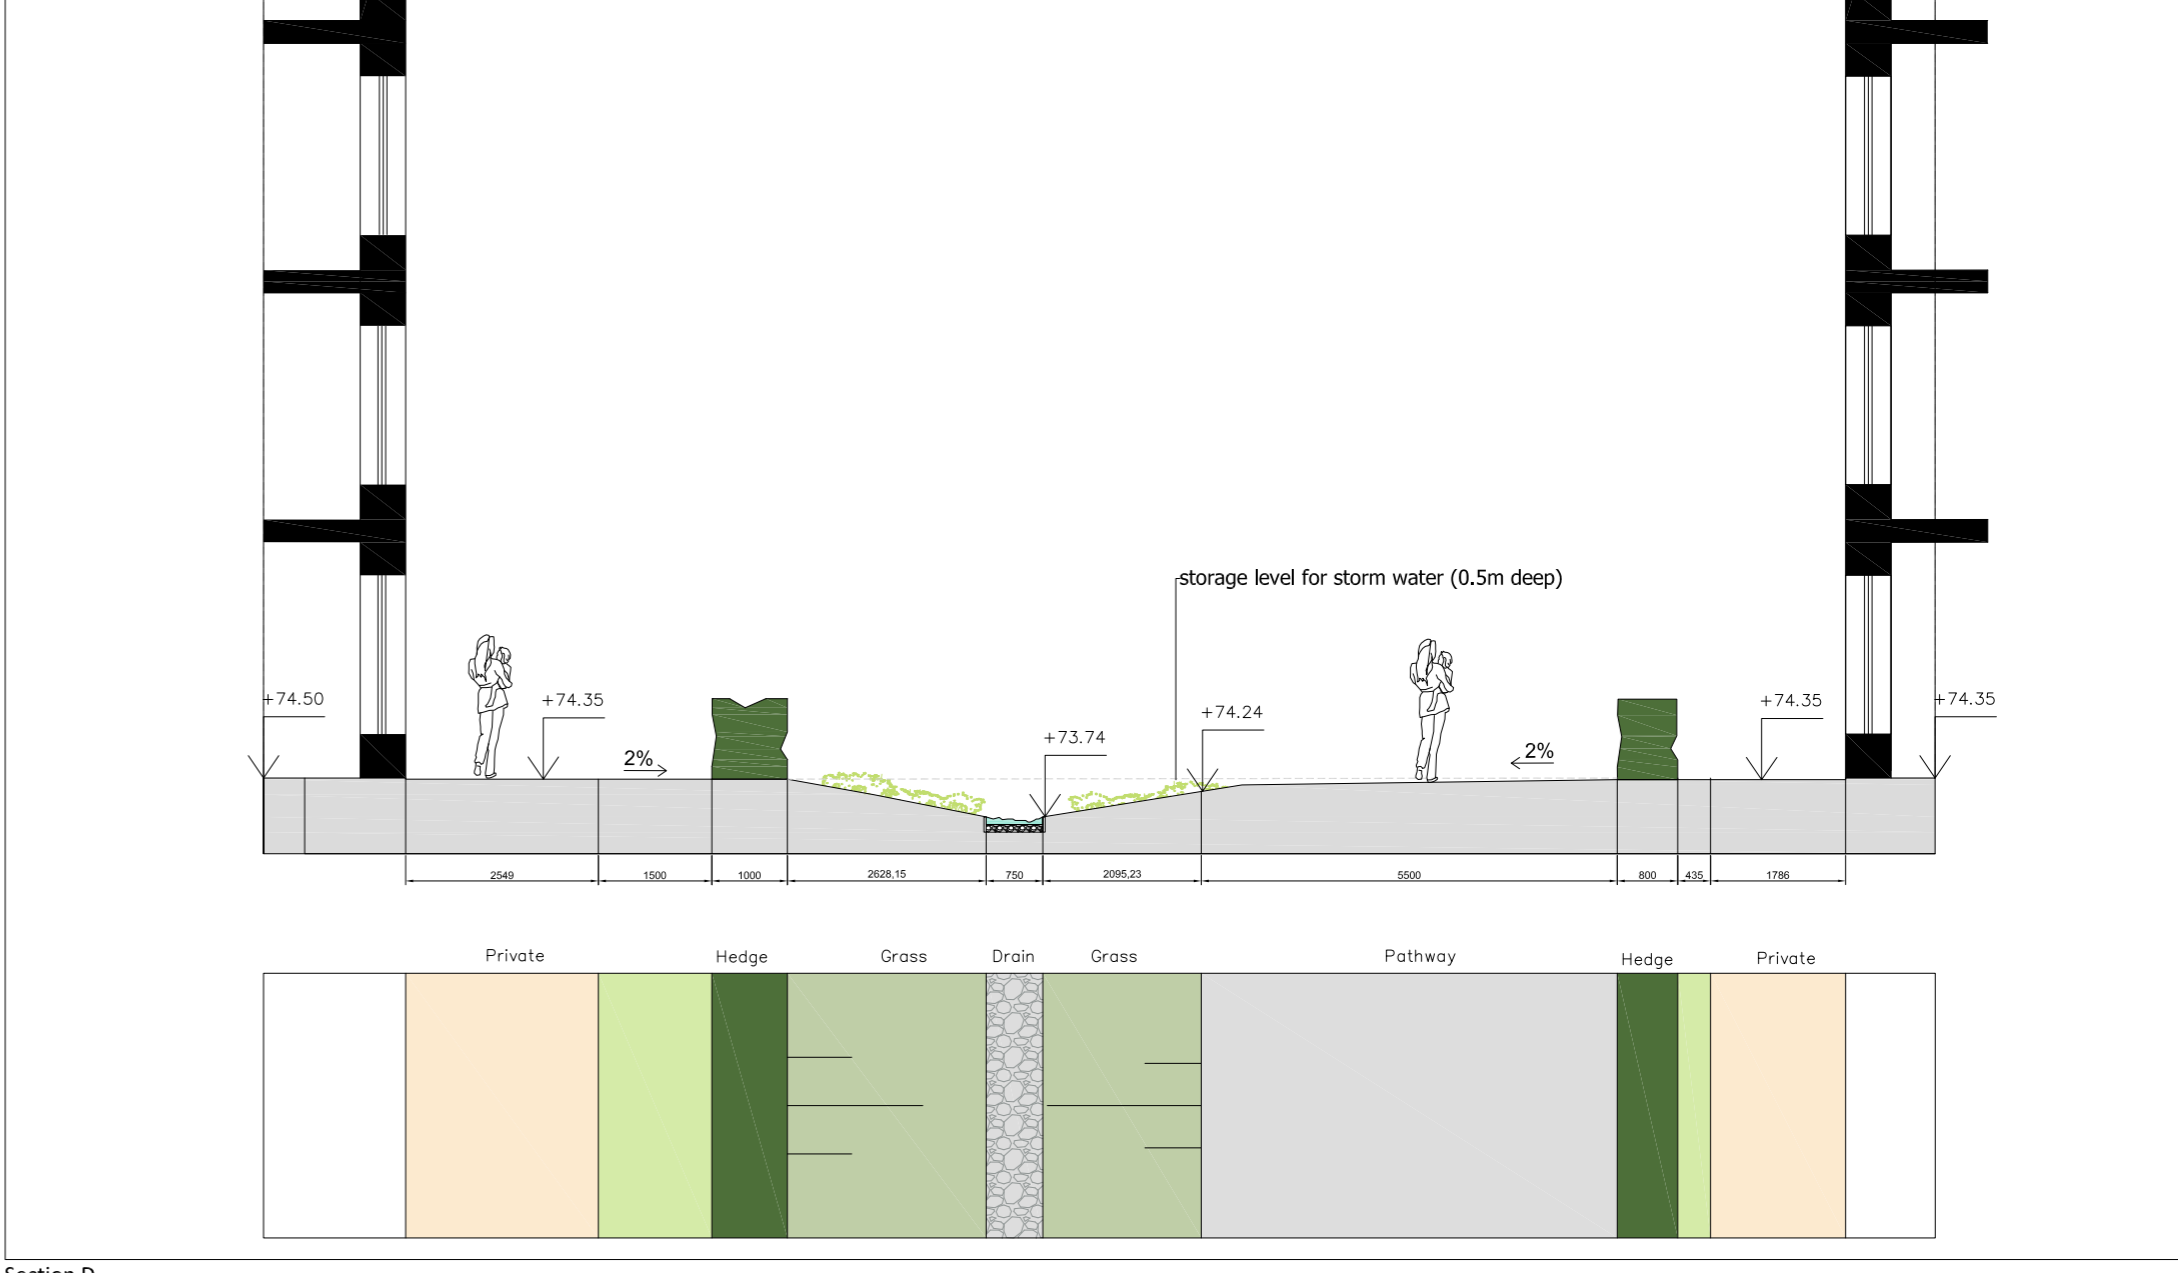 storage level for storm water (0.5m deep)
+74.50
+74.35
2%
+73.74
+74.24
2%
+74.35
+74.35
2549
1500
1000
2628,15
750
2095,23
5500
800
435
1786
Private
Hedge
Grass
Drain
Grass
Pathway
Hedge
Private
Section D